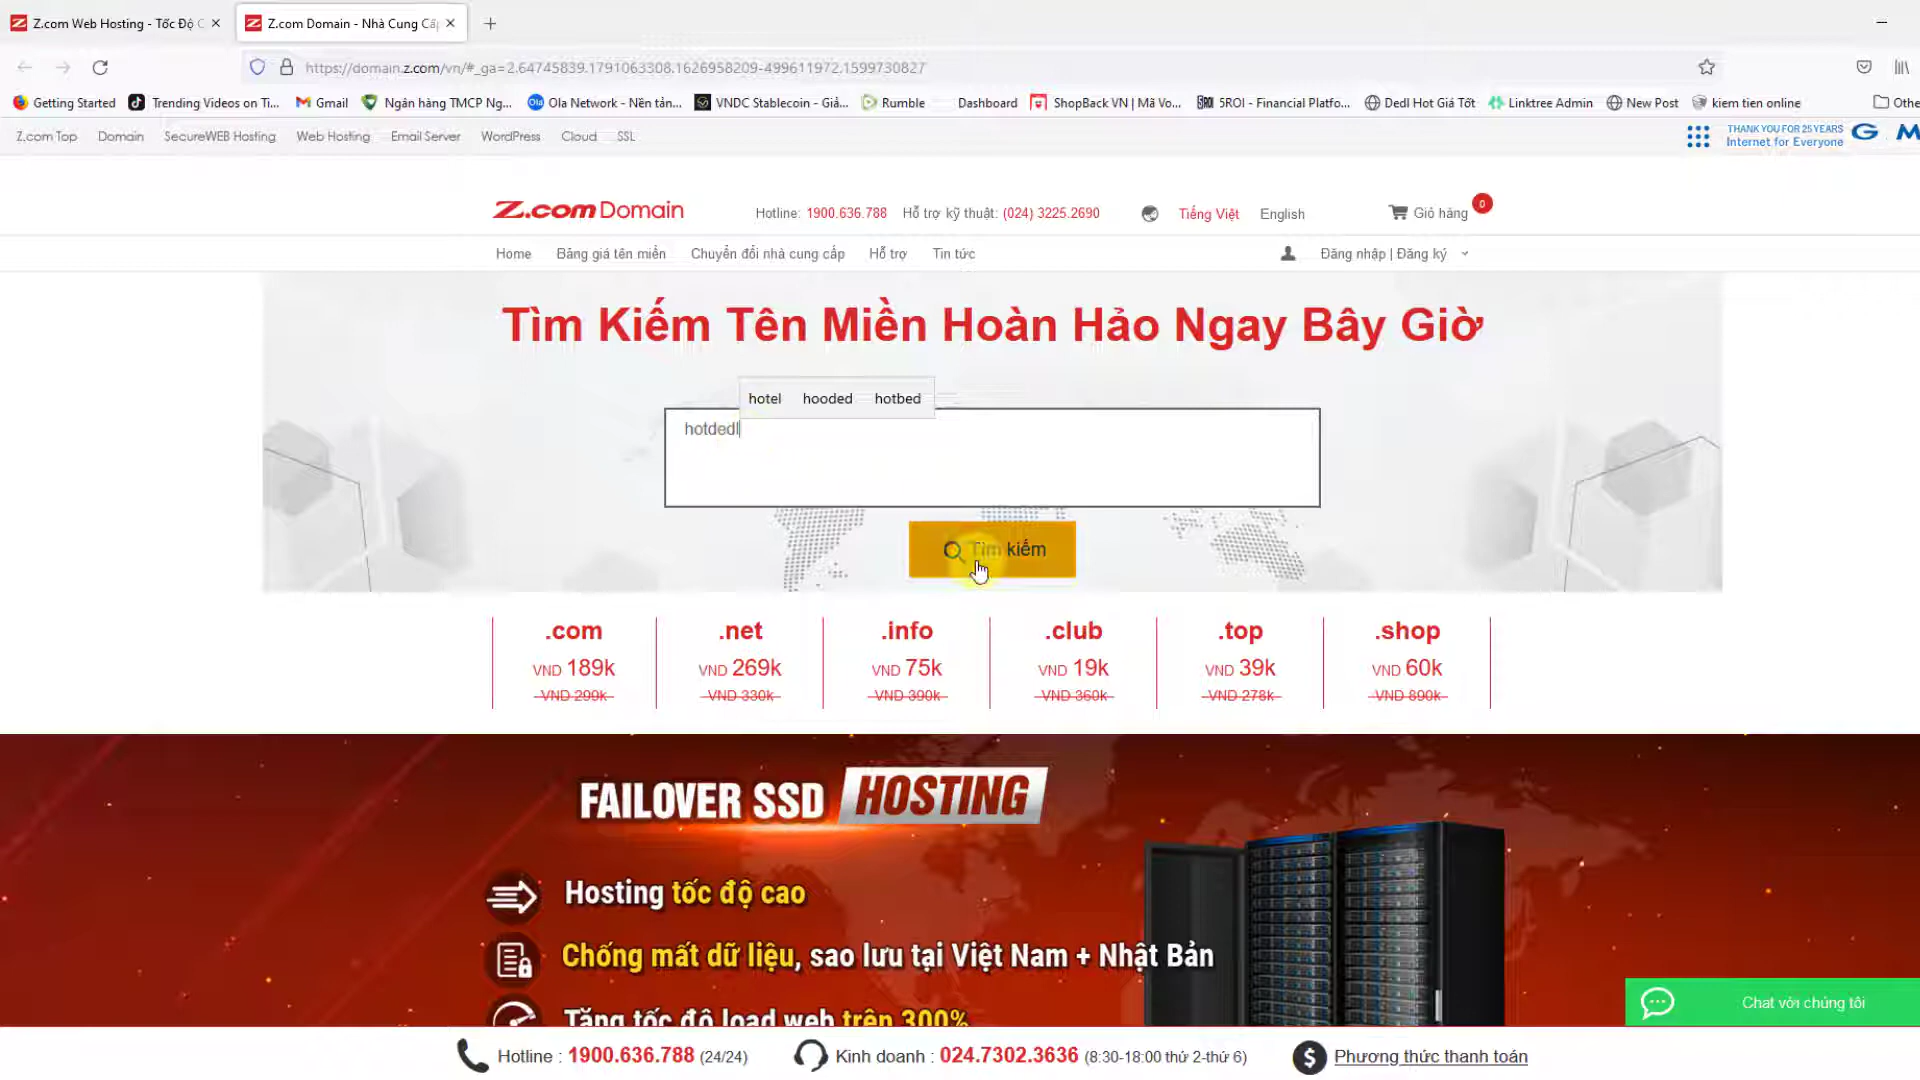 Z.com Web Hosting - Tốc Độ C
Z.com Domain - Nhà Cung Cấp
https://domain.z.com/vn/#_ga=2.64745839.1791063308.1626958209-499611972.1599730827
Getting Started
Trending Videos on Ti...
Gmail
Ngân hàng TMCP Ng...
Ola Network - Nền tản...
VNDC Stablecoin - Giả...
Rumble
Dashboard
ShopBack VN | Mã Vo...
5ROI - Financial Platfo...
Dedl Hot Giá Tốt
Linktree Admin
New Post
kiem tien online
Othe
Z.com Top Domain SecureWEB Hosting Web Hosting Email Server WordPress Cloud SSL
THANK YOU FOR 25 YEARS
Internet for Everyone
Z.com Domain
Hotline: 1900.636.788 Hỗ trợ kỹ thuật: (024) 3225.2690
Tiếng Việt English
Giỏ hàng 0
Home Bảng giá tên miền Chuyển đổi nhà cung cấp Hỗ trợ Tin tức
Đăng nhập | Đăng ký
Tìm Kiếm Tên Miền Hoàn Hảo Ngay Bây Giờ
hotel hooded hotbed
hotdedl
Tìm kiếm
.com .net .info .club .top .shop
VND 189k VND 269k VND 75k VND 19k VND 39k VND 60k
VND 299k VND 330k VND 390k VND 360k VND 278k VND 890k
FAILOVER SSD HOSTING
Hosting tốc độ cao
Chống mất dữ liệu, sao lưu tại Việt Nam + Nhật Bản
Tăng tốc độ load web trên 300%
Chat với chúng tôi
Hotline : 1900.636.788 (24/24)
Kinh doanh : 024.7302.3636 (8:30-18:00 thứ 2-thứ 6)
Phương thức thanh toán